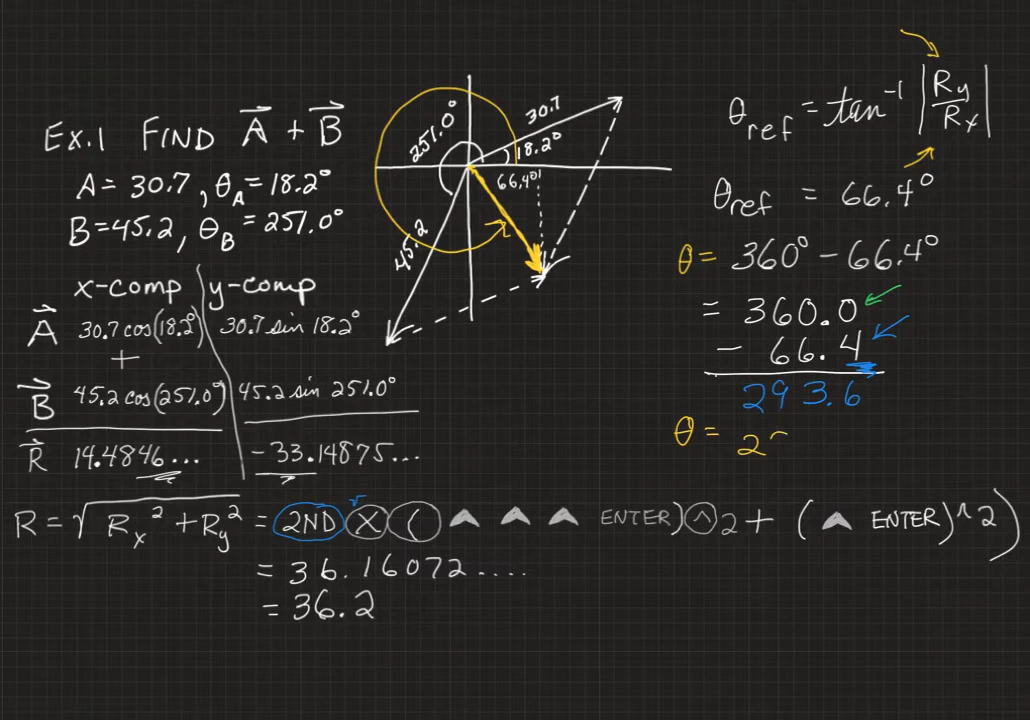 Ex.1 FIND A⃗ + B⃗
A = 30.7, θ_A = 18.2°
B = 45.2, θ_B = 251.0°
x-comp y-comp
A⃗ 30.7 cos(18.2°) 30.7 sin 18.2°
+
B⃗ 45.2 cos(251.0°) 45.2 sin 251.0°
R⃗ 14.4846... -33.14875...
251.0°
30.7
18.2°
66.4°
45.2
θref = tan⁻¹ |Ry/Rx|
θref = 66.4°
θ = 360° - 66.4°
= 360.0
- 66.4
293.6
θ = 2
R = √Rx² + Ry² = 2ND √ X ( ▲ ▲ ▲ ENTER) ^ 2 + (▲ ENTER)^2)
= 36.16072....
= 36.2